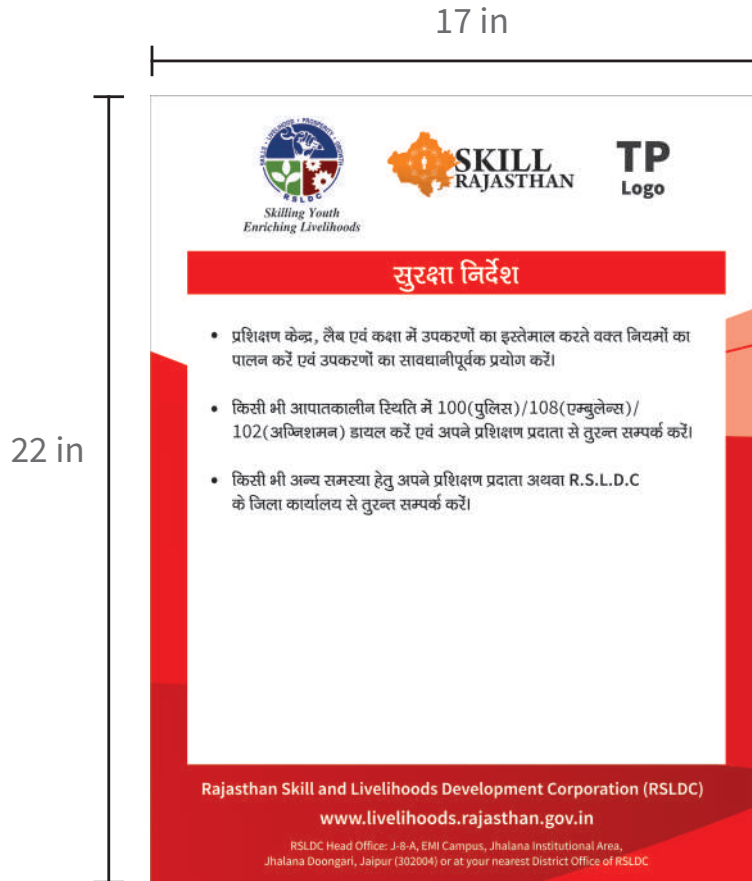 17 in
22 in
SKILLS • LIVELIHOOD • PROSPERITY • GROWTH
RSLDC
Skilling Youth
Enriching Livelihoods
SKILL
RAJASTHAN
TP
Logo
सुरक्षा निर्देश
• प्रशिक्षण केन्द्र, लैब एवं कक्षा में उपकरणों का इस्तेमाल करते वक्त नियमों का
पालन करें एवं उपकरणों का सावधानीपूर्वक प्रयोग करें।
• किसी भी आपातकालीन स्थिति में 100(पुलिस)/108(एम्बुलेन्स)/
102(अग्निशमन) डायल करें एवं अपने प्रशिक्षण प्रदाता से तुरन्त सम्पर्क करें।
• किसी भी अन्य समस्या हेतु अपने प्रशिक्षण प्रदाता अथवा R.S.L.D.C
के जिला कार्यालय से तुरन्त सम्पर्क करें।
Rajasthan Skill and Livelihoods Development Corporation (RSLDC)
www.livelihoods.rajasthan.gov.in
RSLDC Head Office: J-8-A, EMI Campus, Jhalana Institutional Area,
Jhalana Doongari, Jaipur (302004) or at your nearest District Office of RSLDC